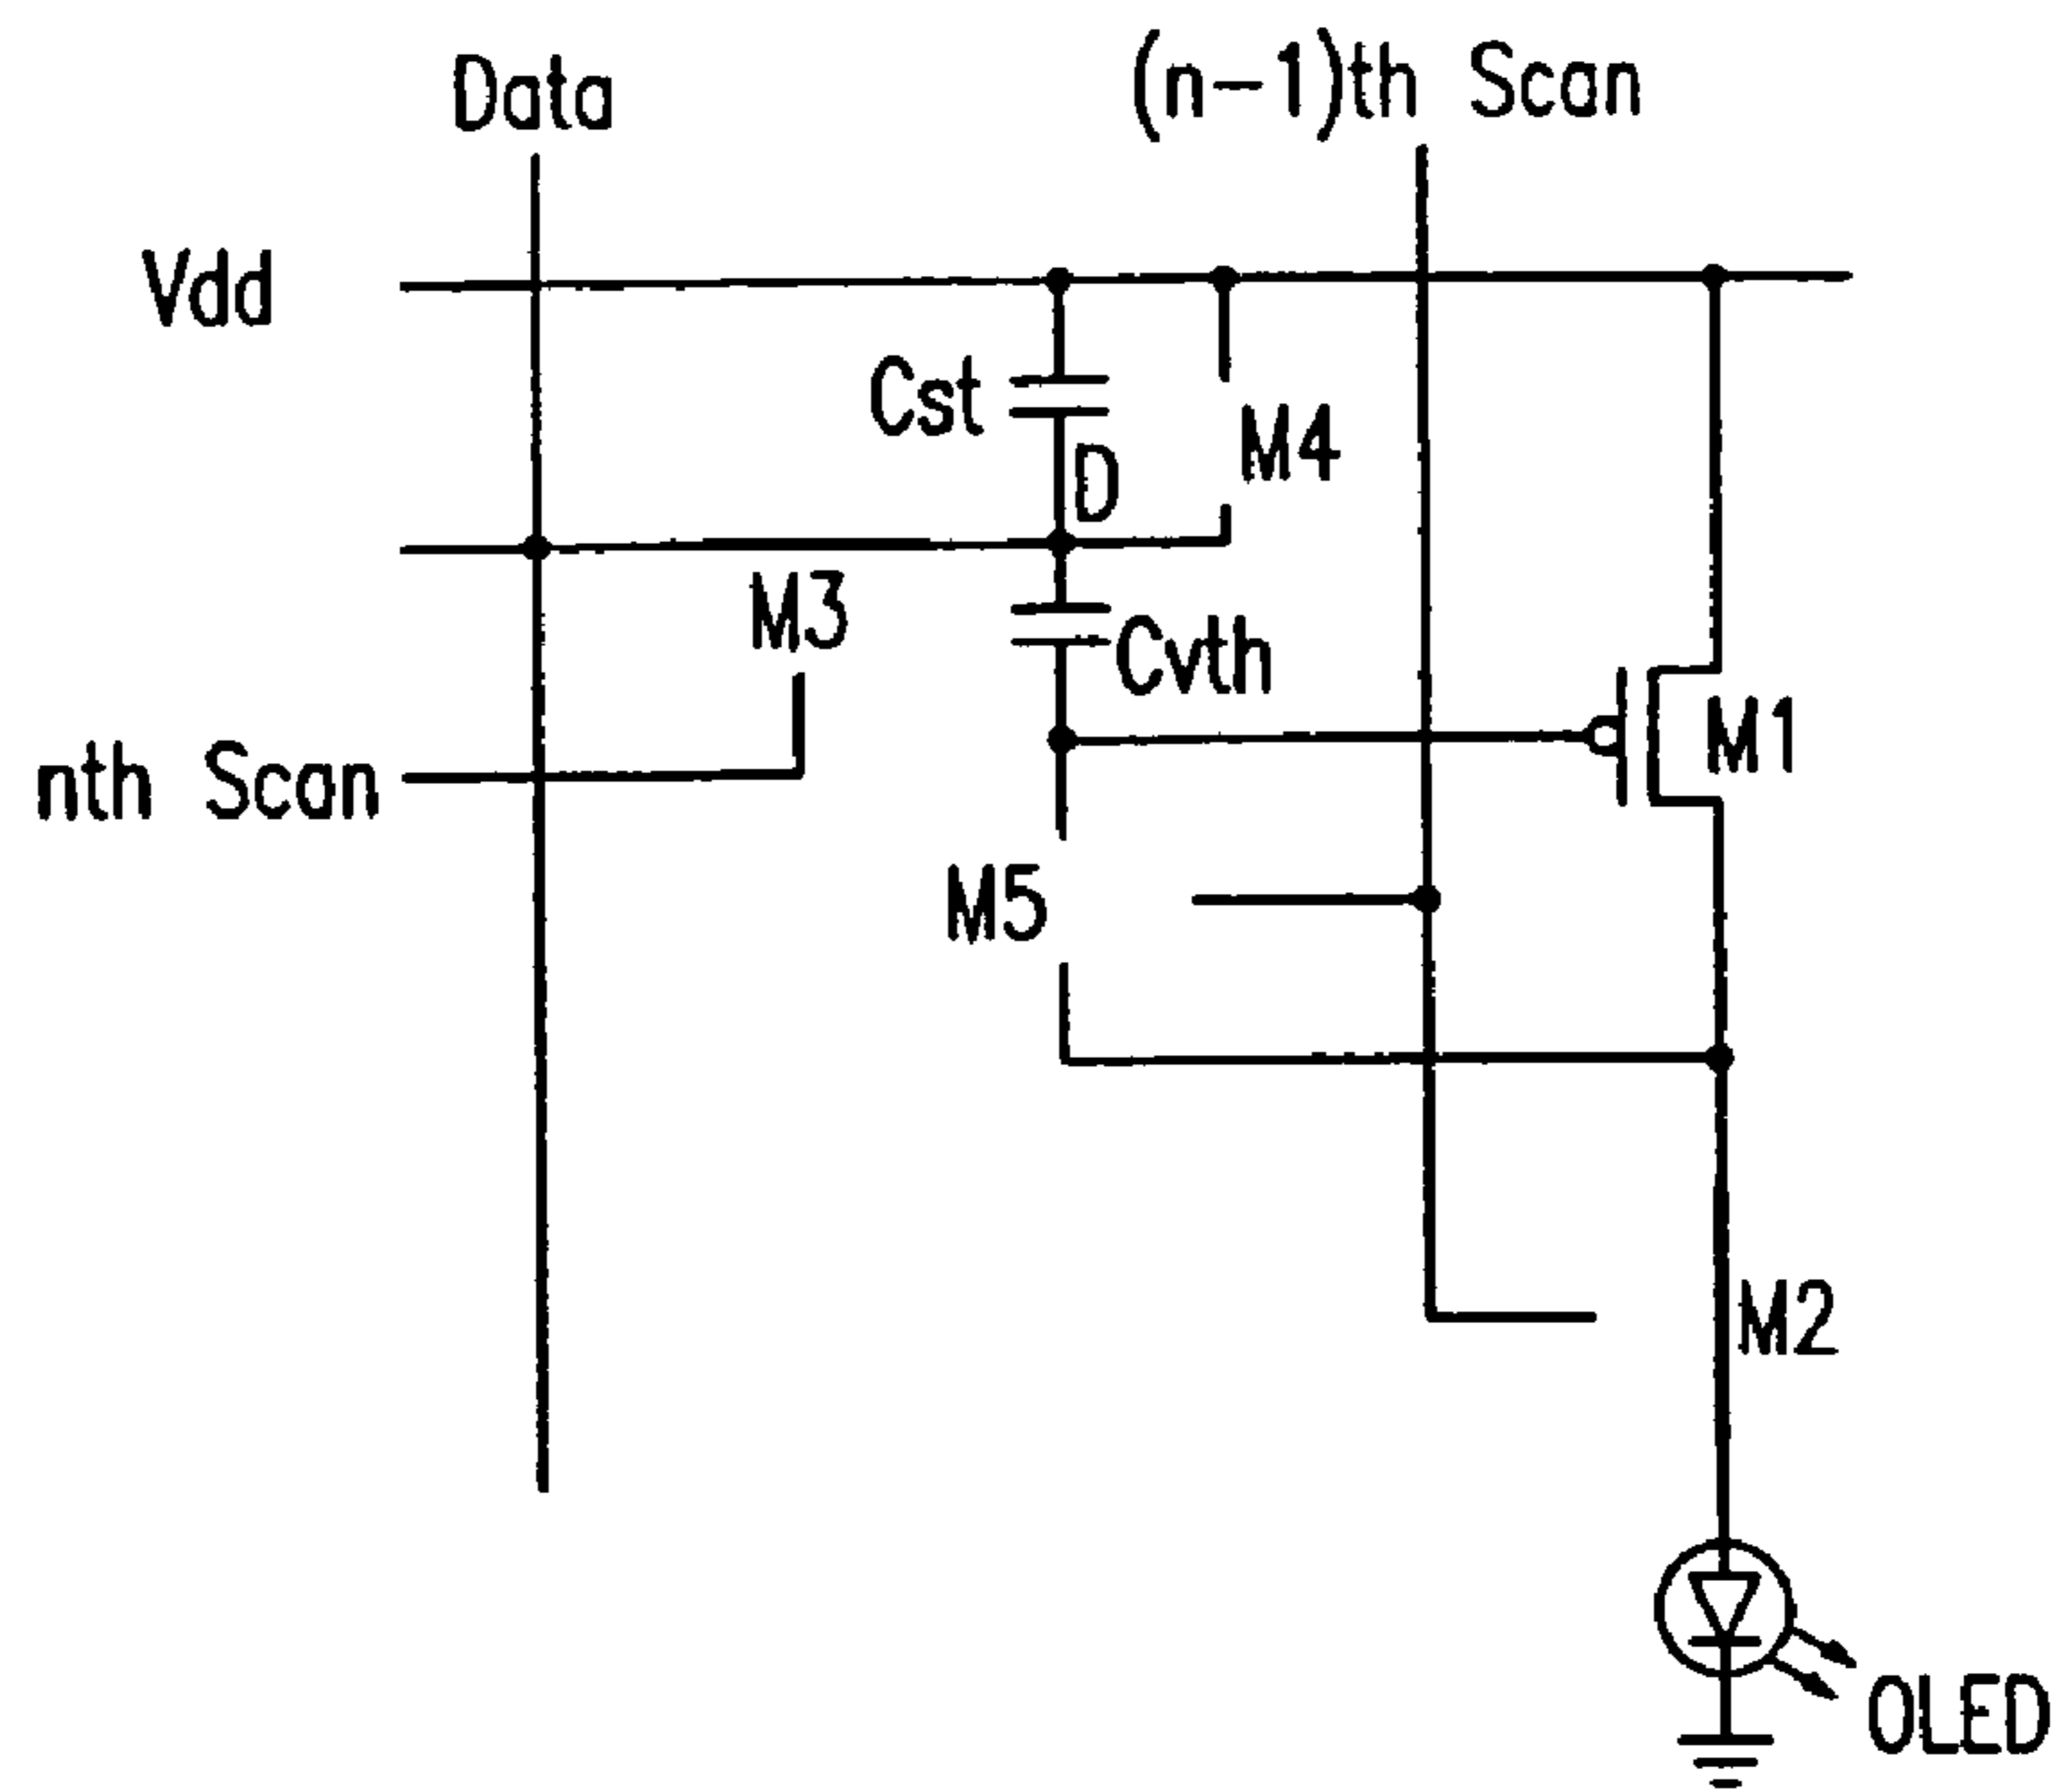 Data
(n-1)th Scan
Vdd
Cst
D
M4
M3
Cvth
M1
nth Scan
M5
M2
OLED